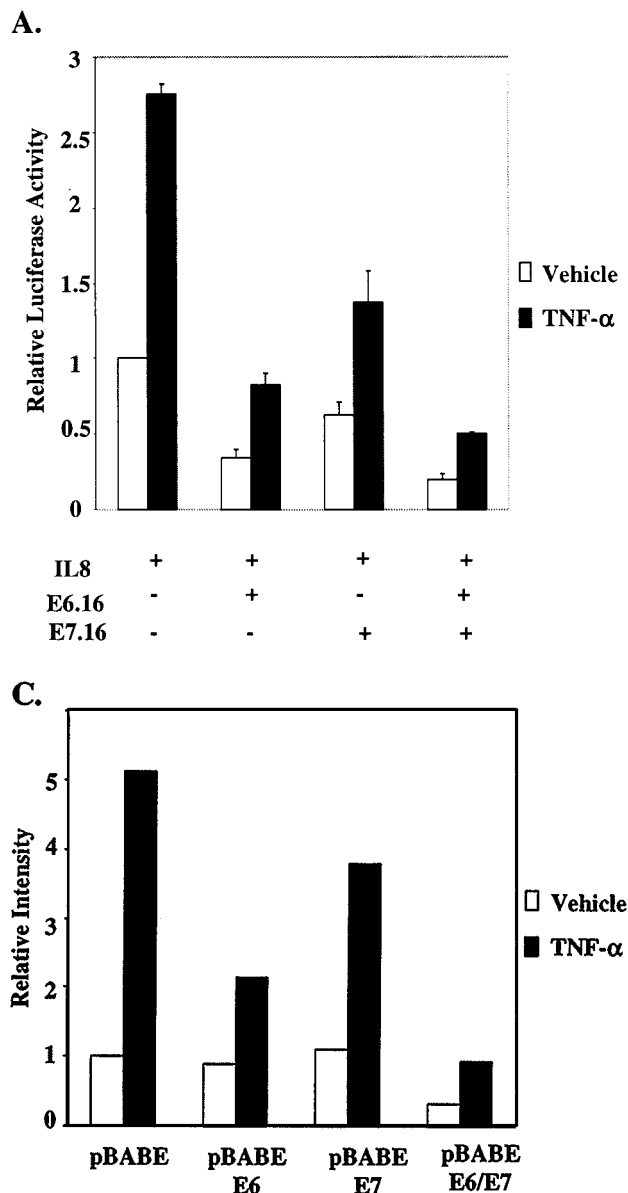 A.
Relative Luciferase Activity
3
2.5
2
1.5
1
0.5
0
Vehicle
TNF-α
IL8 + + + +
E6.16 - + - +
E7.16 - - + +
C.
Relative Intensity
5
4
3
2
1
0
Vehicle
TNF-α
pBABE pBABE pBABE pBABE
E6 E7 E6/E7